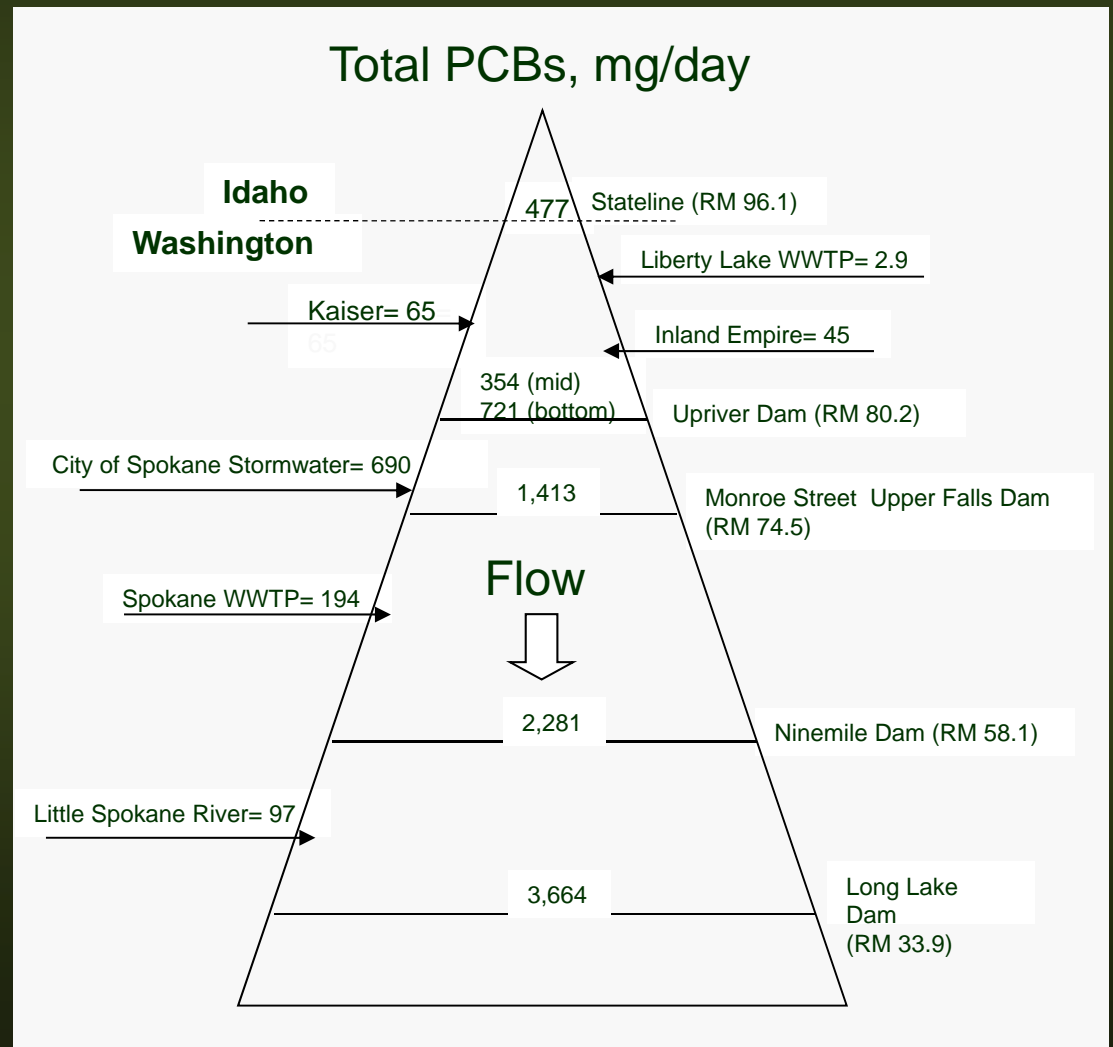 Total PCBs, mg/day
Idaho
477
Stateline (RM 96.1)
Washington
Liberty Lake WWTP= 2.9
Kaiser= 65
65
Inland Empire= 45
354 (mid)
721 (bottom)
Upriver Dam (RM 80.2)
City of Spokane Stormwater= 690
1,413
Monroe Street Upper Falls Dam
(RM 74.5)
Flow
Spokane WWTP= 194
2,281
Ninemile Dam (RM 58.1)
Little Spokane River= 97
3,664
Long Lake
Dam
(RM 33.9)